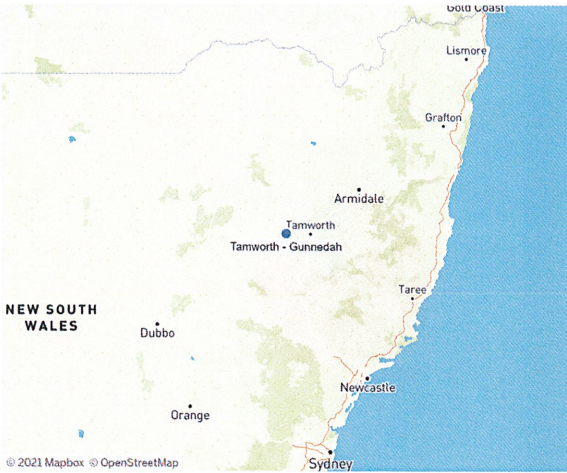 Gold Coast
Lismore
Grafton
Armidale
Tamworth
Tamworth - Gunnedah
Taree
NEW SOUTH
WALES
Dubbo
Newcastle
Orange
Sydney
© 2021 Mapbox © OpenStreetMap